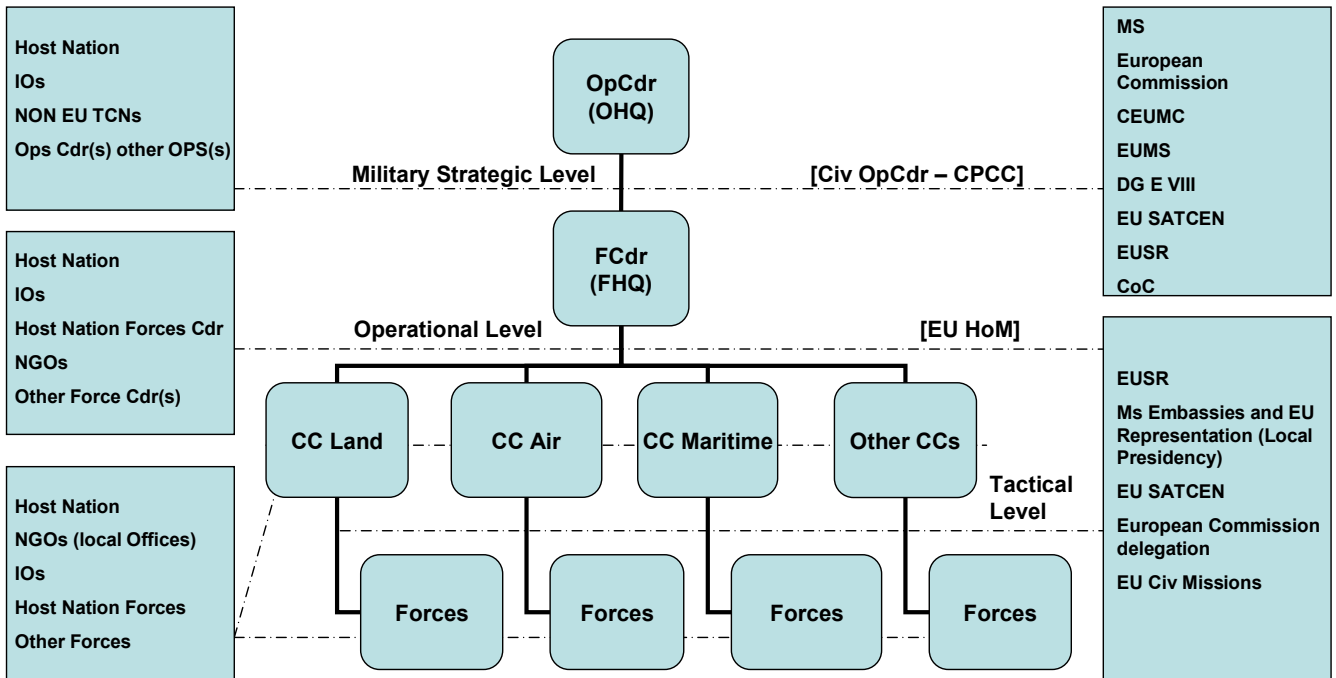 Host Nation
IOs
NON EU TCNs
Ops Cdr(s) other OPS(s)
OpCdr
(OHQ)
MS
European
Commission
CEUMC
EUMS
DG E VIII
EU SATCEN
EUSR
CoC
Military Strategic Level
[Civ OpCdr – CPCC]
Host Nation
IOs
Host Nation Forces Cdr
NGOs
Other Force Cdr(s)
FCdr
(FHQ)
Operational Level
[EU HoM]
EUSR
Ms Embassies and EU
Representation (Local
Presidency)
EU SATCEN
European Commission
delegation
EU Civ Missions
CC Land
CC Air
CC Maritime
Other CCs
Tactical
Level
Host Nation
NGOs (local Offices)
IOs
Host Nation Forces
Other Forces
Forces
Forces
Forces
Forces